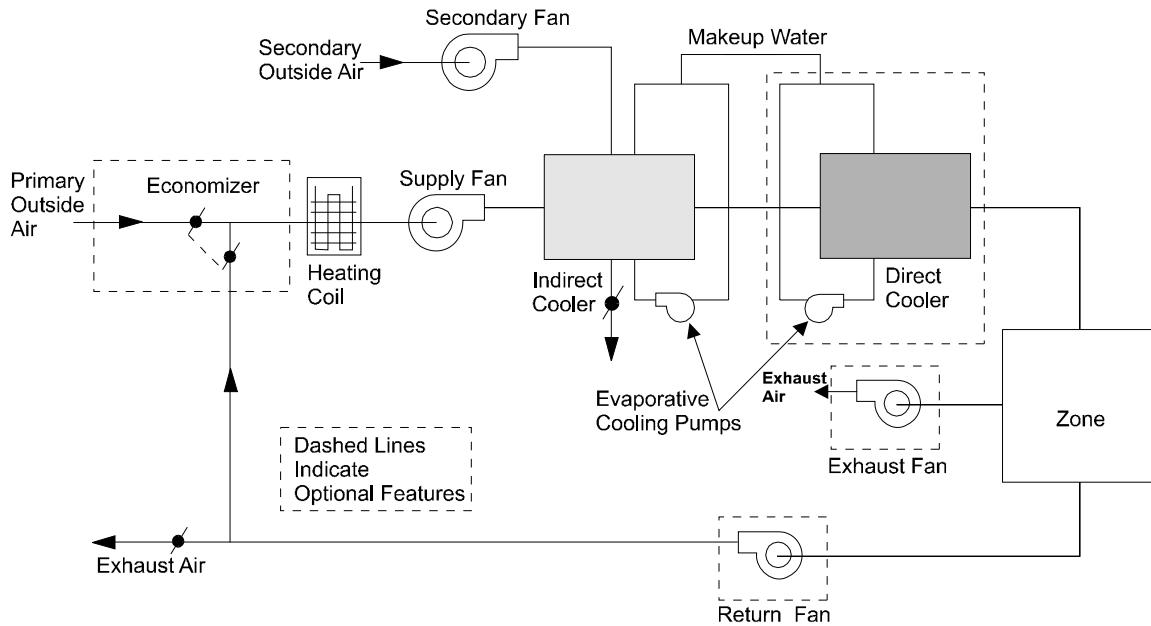 Secondary Fan
Secondary
Outside Air
Makeup Water
Primary
Outside
Air
Economizer
Supply Fan
Heating
Coil
Indirect
Cooler
Direct
Cooler
Evaporative
Cooling Pumps
Exhaust
Air
Exhaust Fan
Zone
Dashed Lines
Indicate
Optional Features
Exhaust Air
Return Fan